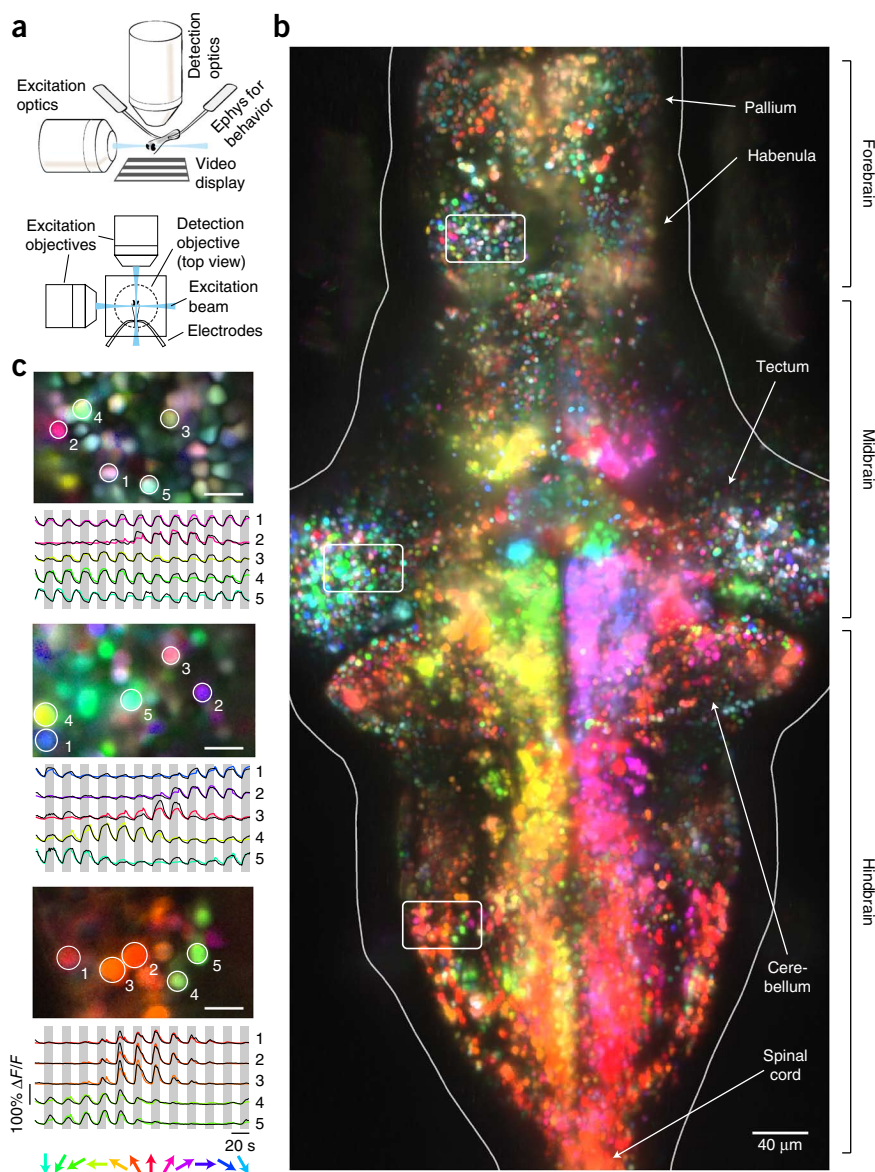 a
Detection
optics
Excitation
optics
Ephys for
behavior
Video
display
Excitation
objectives
Detection
objective
(top view)
Excitation
beam
Electrodes
b
Pallium
Habenula
Tectum
Cere-
bellum
Spinal
cord
40 µm
Forebrain
Midbrain
Hindbrain
c
4
2
3
1
5
1
2
3
4
5
3
2
5
4
1
1
2
3
4
5
1
2
3
5
4
1
2
3
4
5
100% ΔF/F
20 s